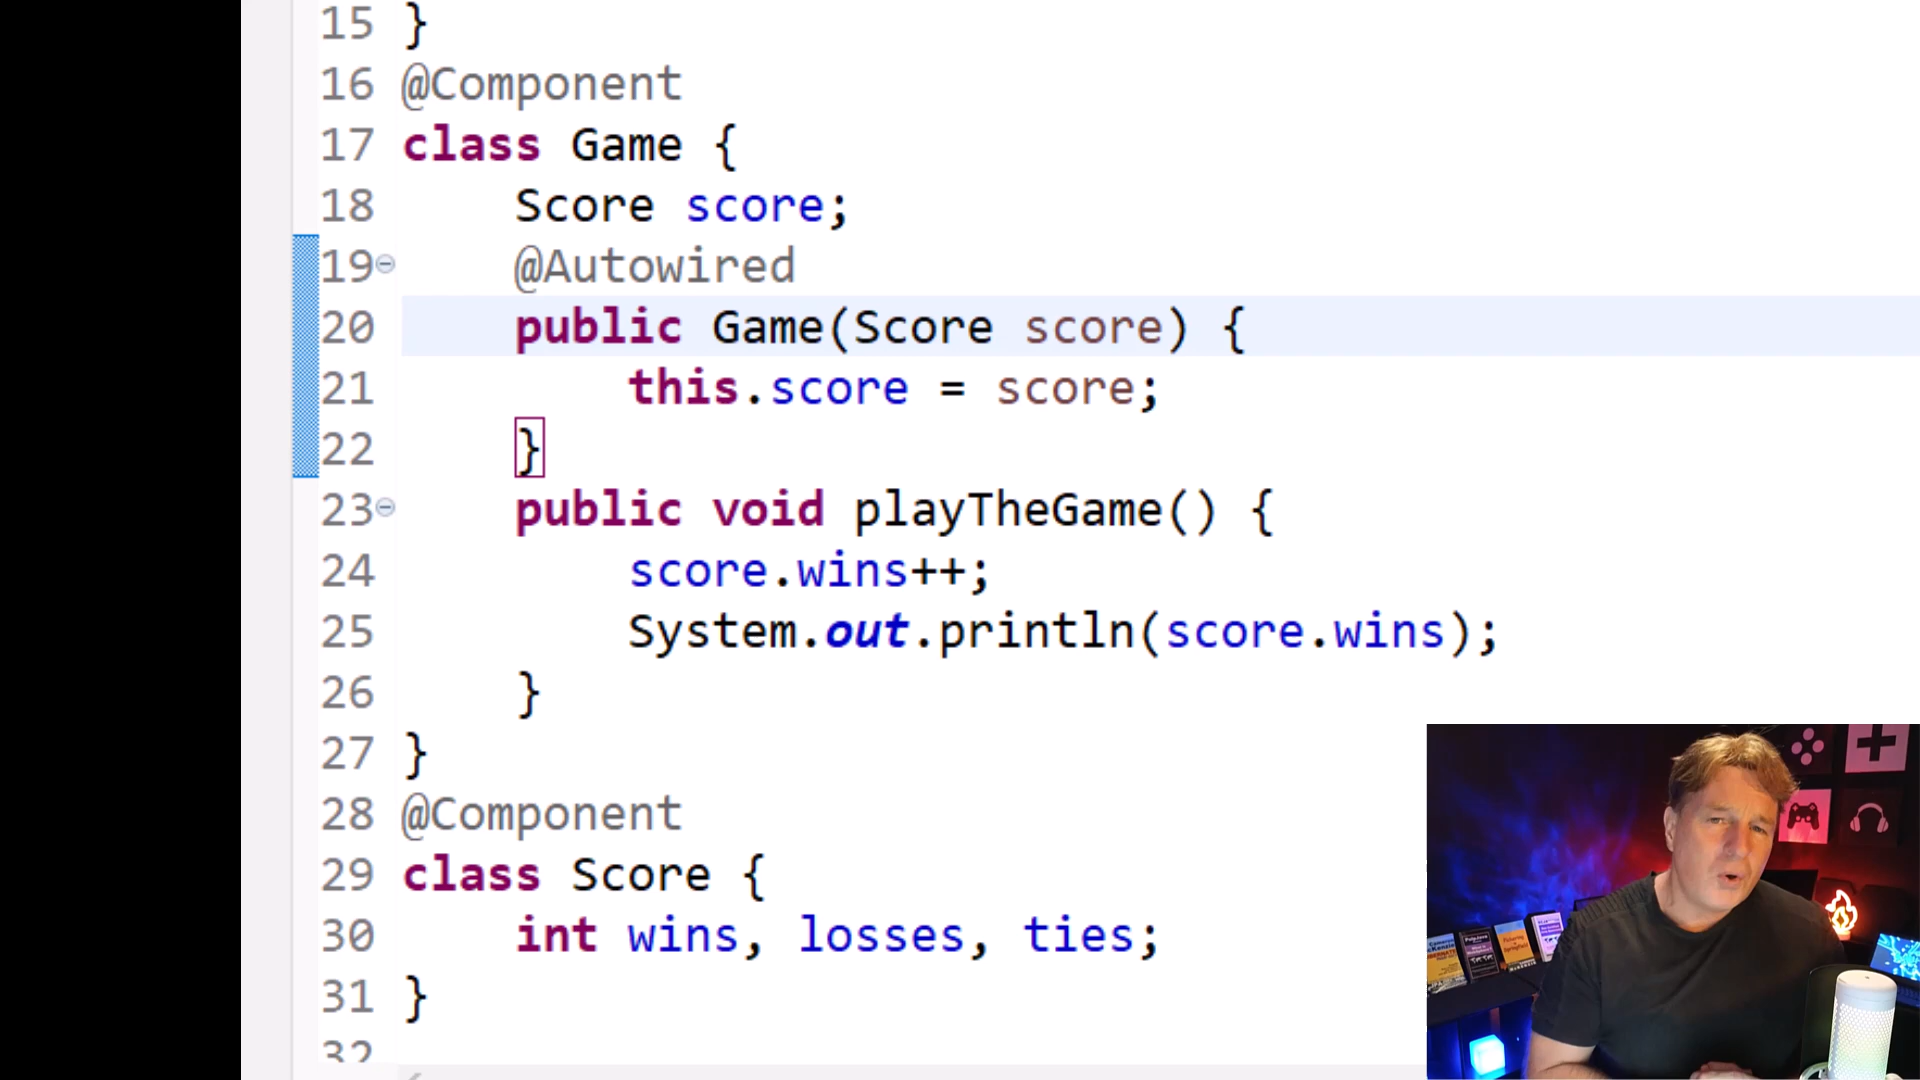 15 }
16 @Component
17 class Game {
18 Score score;
19 @Autowired
20 public Game(Score score) {
21 this.score = score;
22 }
23 public void playTheGame() {
24 score.wins++;
25 System.out.println(score.wins);
26 }
27 }
28 @Component
29 class Score {
30 int wins, losses, ties;
31 }
32